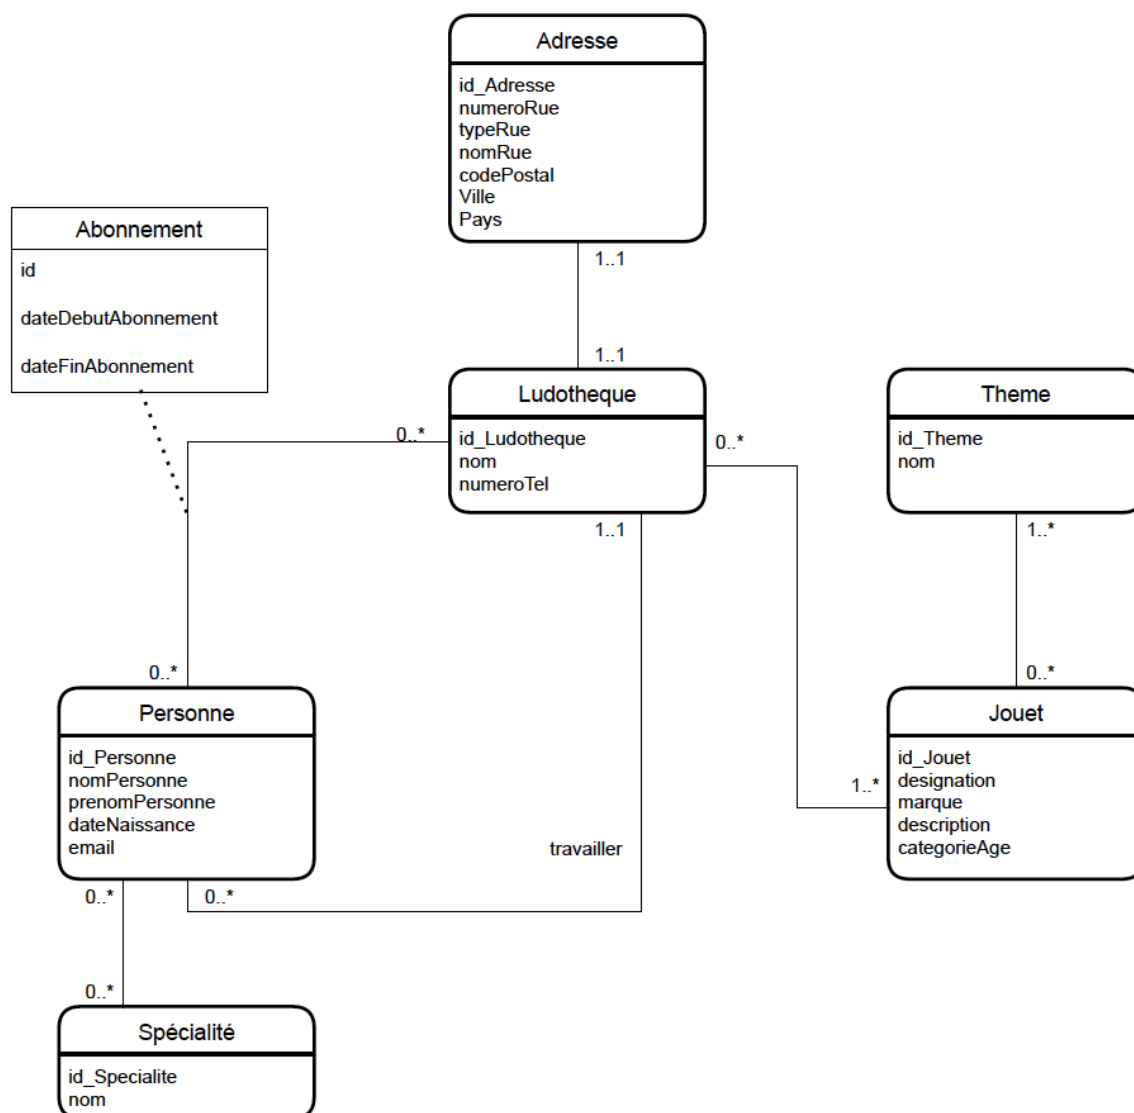 Adresse
id_Adresse
numeroRue
typeRue
nomRue
codePostal
Ville
Pays
1..1
Abonnement
id
dateDebutAbonnement
dateFinAbonnement
1..1
Ludotheque
id_Ludotheque
nom
numeroTel
0..*
0..*
1..1
Theme
id_Theme
nom
1..*
0..*
0..*
Personne
id_Personne
nomPersonne
prenomPersonne
dateNaissance
email
Jouet
id_Jouet
designation
marque
description
categorieAge
1..*
travailler
0..*
0..*
0..*
Spécialité
id_Specialite
nom